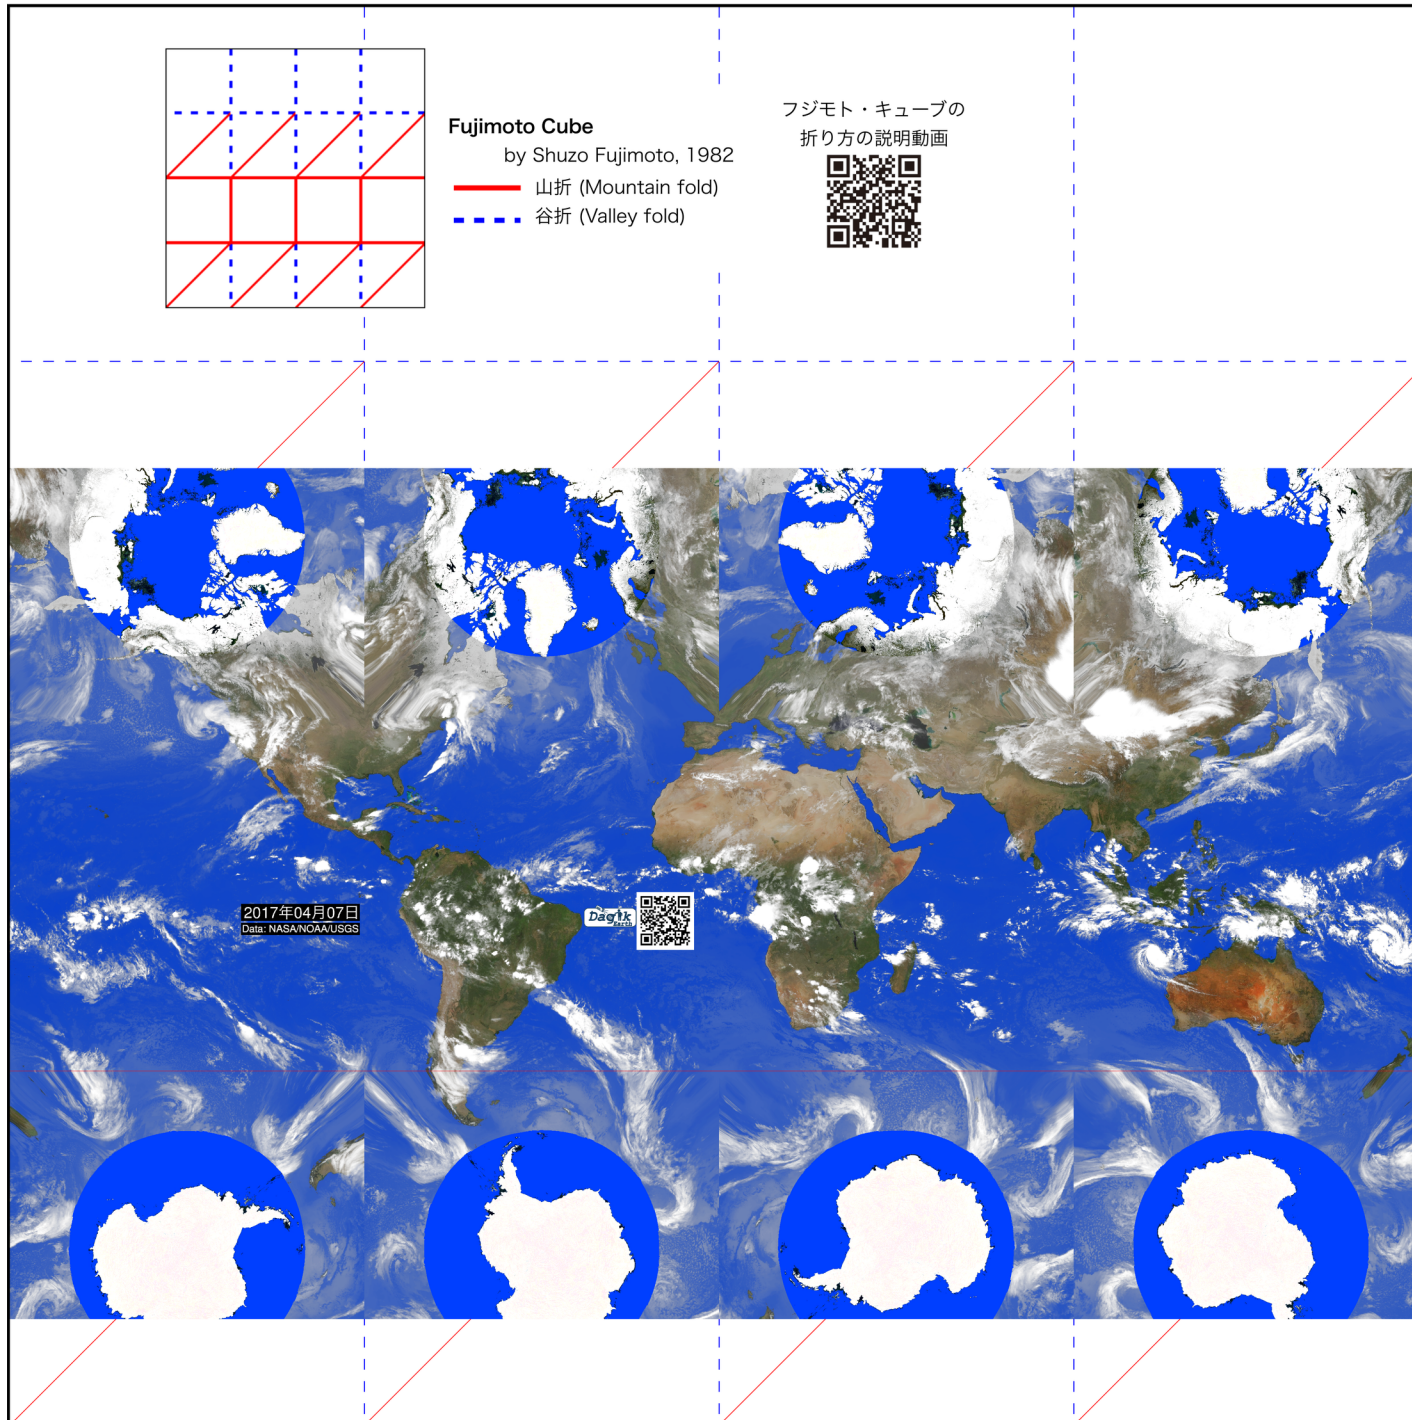 Fujimoto Cube
by Shuzo Fujimoto, 1982
山折 (Mountain fold)
谷折 (Valley fold)
フジモト・キューブの
折り方の説明動画
2017年04月07日
Data: NASA/NOAA/USGS
Dagik
Earth